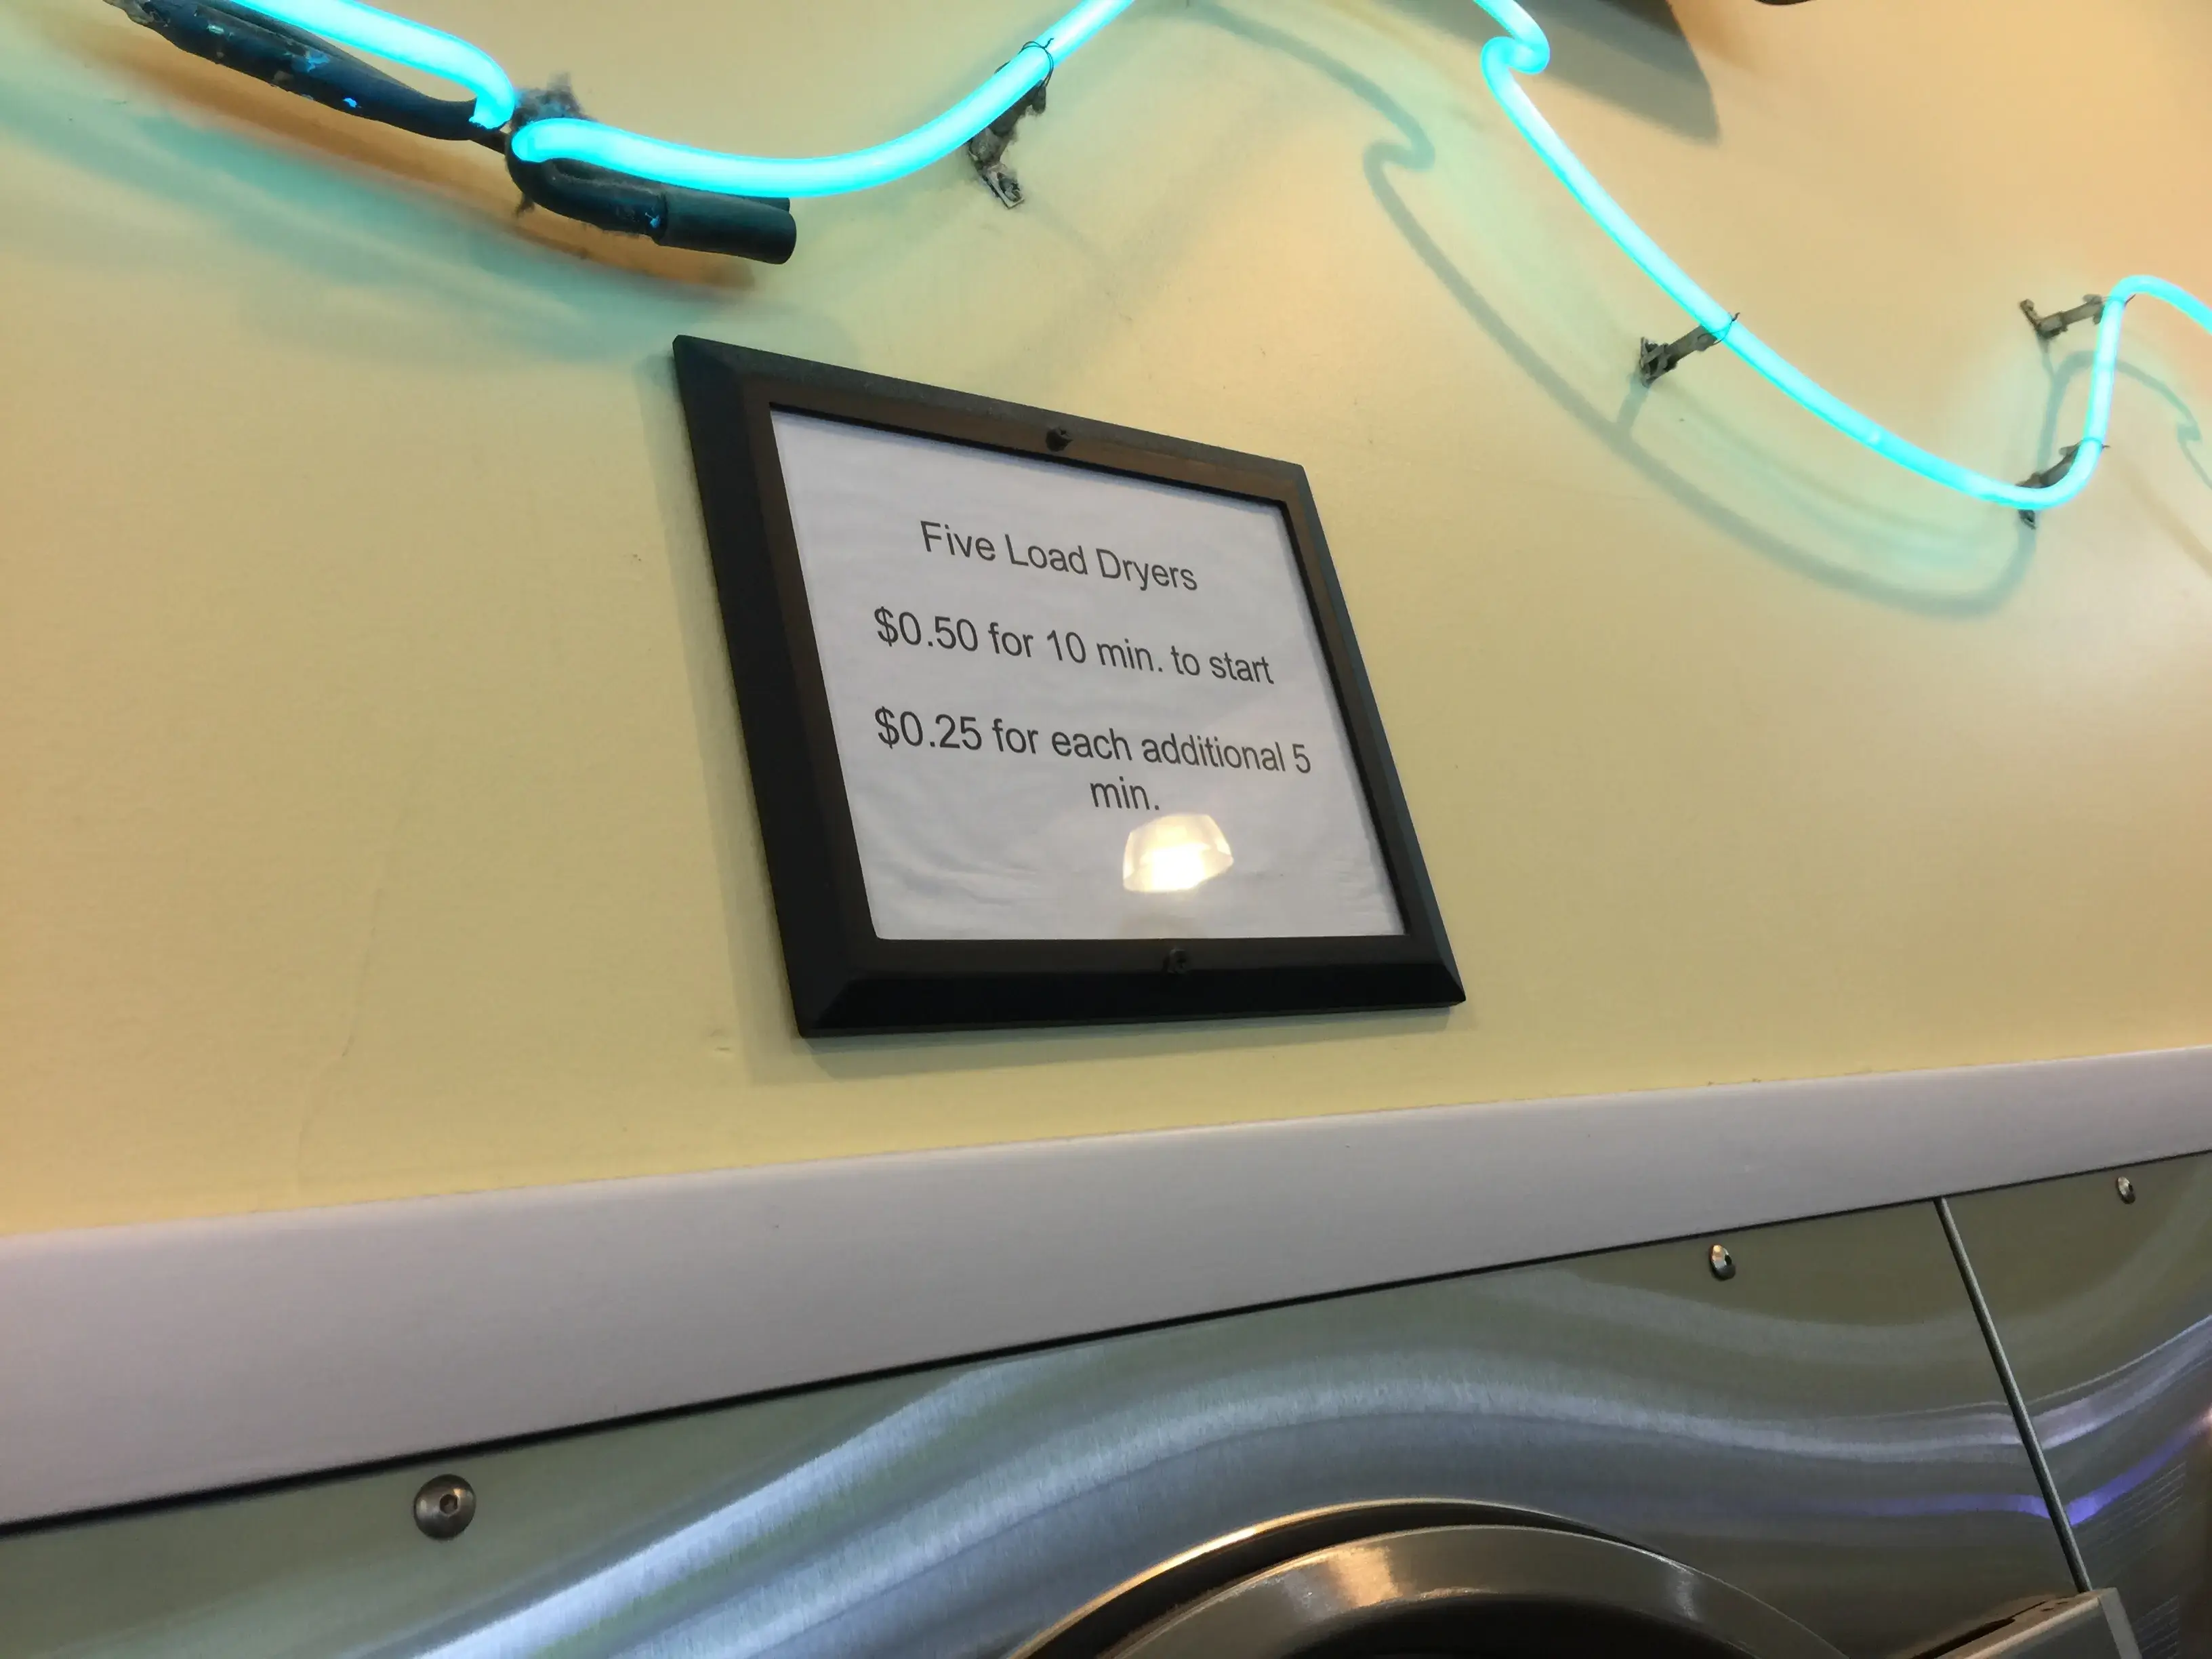 Five Load Dryers
$0.50 for 10 min. to start
$0.25 for each additional 5
min.